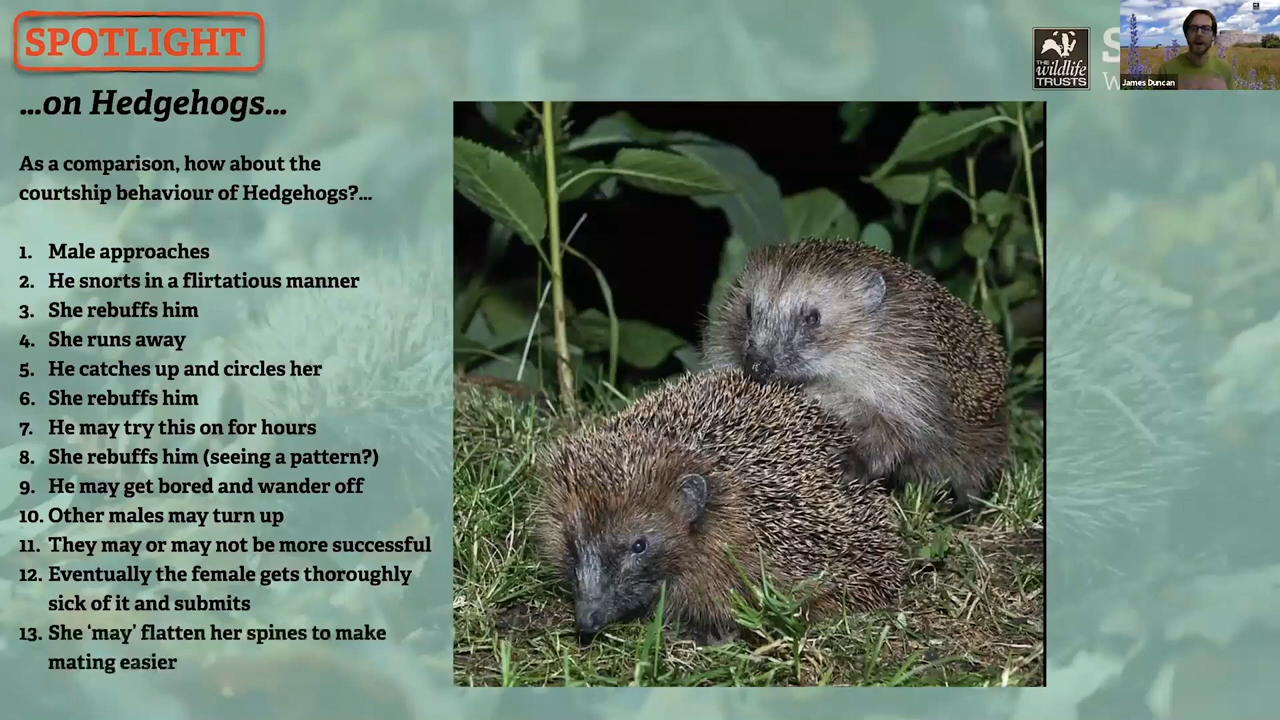 SPOTLIGHT
...on Hedgehogs...
As a comparison, how about the
courtship behaviour of Hedgehogs?...
1. Male approaches
2. He snorts in a flirtatious manner
3. She rebuffs him
4. She runs away
5. He catches up and circles her
6. She rebuffs him
7. He may try this on for hours
8. She rebuffs him (seeing a pattern?)
9. He may get bored and wander off
10. Other males may turn up
11. They may or may not be more successful
12. Eventually the female gets thoroughly
sick of it and submits
13. She ‘may’ flatten her spines to make
mating easier
THE
wildlife
TRUSTS
S
W
James Duncan